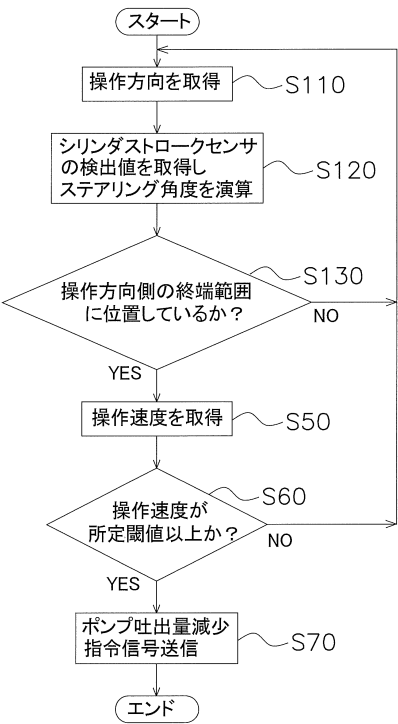 スタート
操作方向を取得
S110
シリンダストロークセンサ
の検出値を取得し
ステアリング角度を演算
S120
操作方向側の終端範囲
に位置しているか？
S130
NO
YES
操作速度を取得
S50
操作速度が
所定閾値以上か？
S60
NO
YES
ポンプ吐出量減少
指令信号送信
S70
エンド